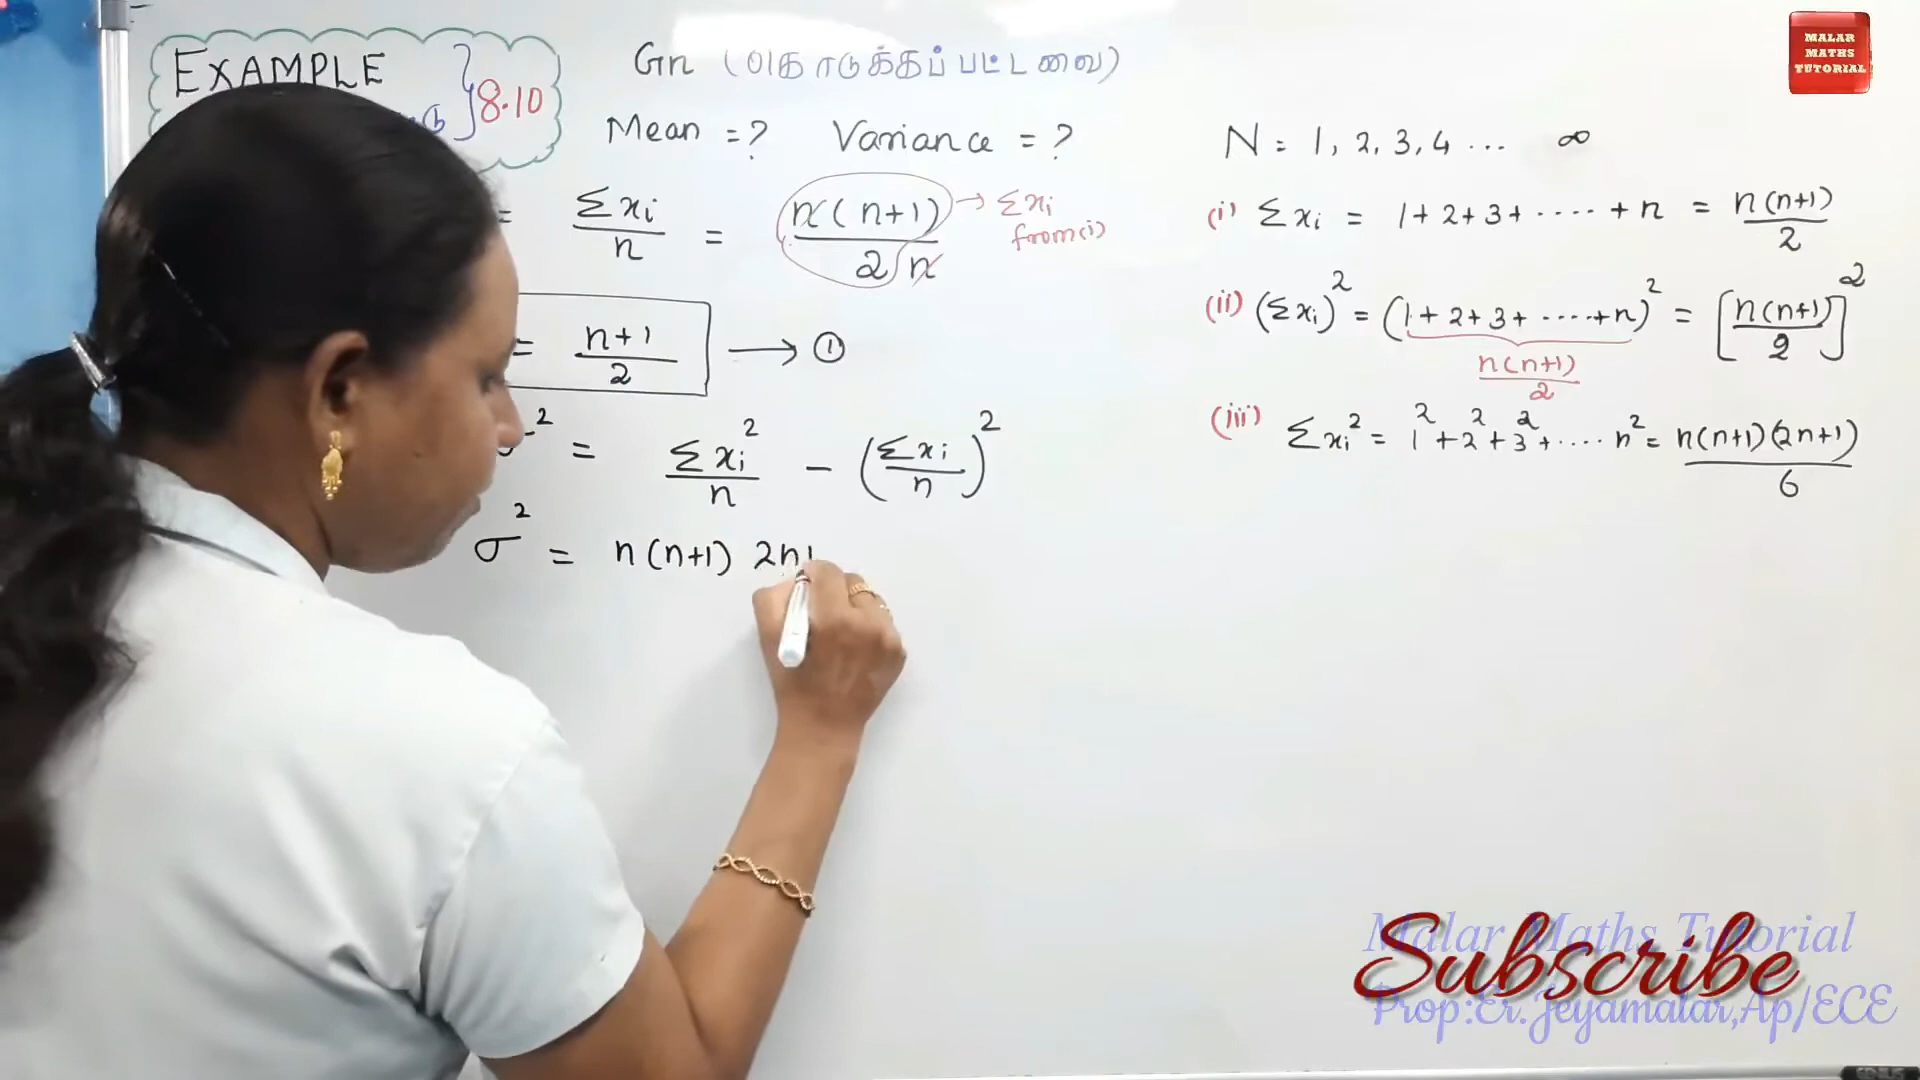 EXAMPLE
8.10
Gn (கொடுக்கப்பட்டவை)
Mean = ? Variance = ?
= Σxi / n = n(n+1) / 2n → Σxi from (i)
= n+1 / 2 → ①
σ² = Σxi² / n − (Σxi / n)²
σ² = n(n+1) 2n
N = 1, 2, 3, 4 ... ∞
(i) Σxi = 1+2+3+.....+n = n(n+1) / 2
(ii) (Σxi)² = (1+2+3+.....+n)² = [n(n+1) / 2]²
n(n+1) / 2
(iii) Σxi² = 1²+2²+3²+.... n² = n(n+1)(2n+1) / 6
MALAR
MATHS
TUTORIAL
Malar Maths Tutorial
Subscribe
Prop:Er.Jeyamalar,Ap/ECE